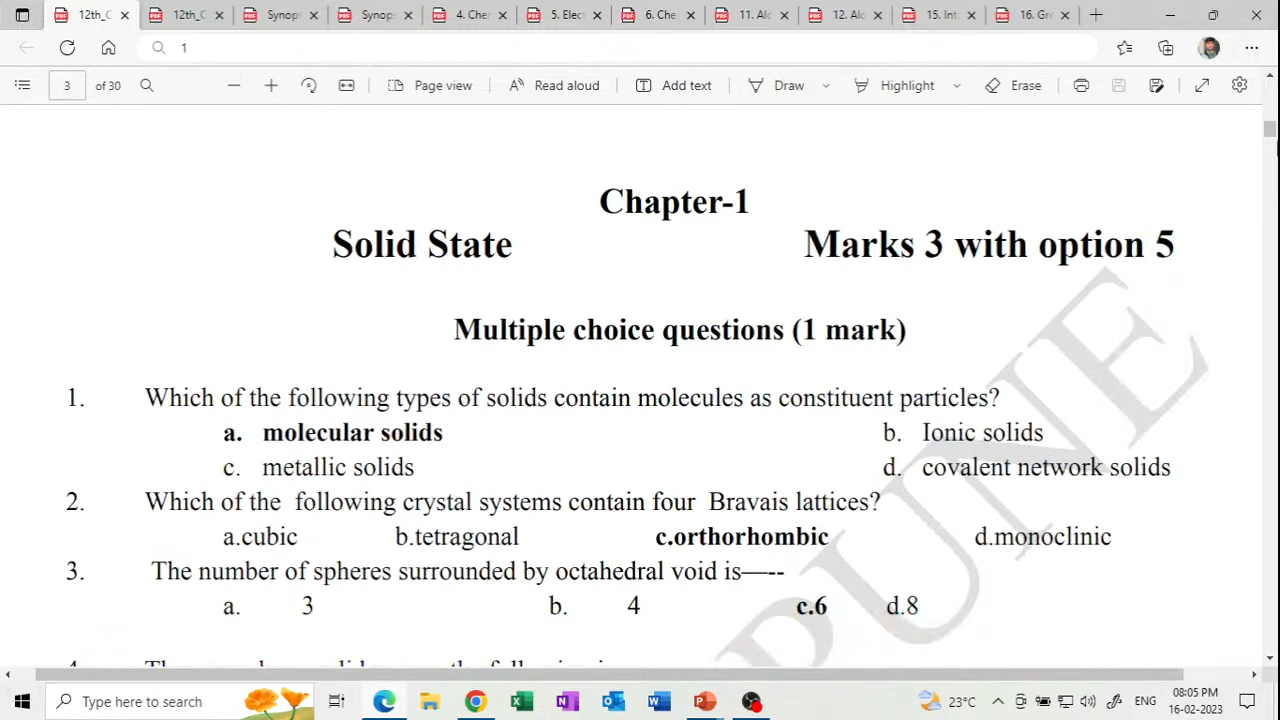 12th_C
12th_C
Synops
Synops
4. Che
5. Elect
6. Che
11. Alc
12. Alc
15. Int
16. Gre
1
3 of 30
Page view
Read aloud
Add text
Draw
Highlight
Erase
Chapter-1
Solid State Marks 3 with option 5
Multiple choice questions (1 mark)
1. Which of the following types of solids contain molecules as constituent particles?
a. molecular solids b. Ionic solids
c. metallic solids d. covalent network solids
2. Which of the following crystal systems contain four Bravais lattices?
a.cubic b.tetragonal c.orthorhombic d.monoclinic
3. The number of spheres surrounded by octahedral void is—--
a. 3 b. 4 c.6 d.8
PUNE
Type here to search
23°C
ENG
08:05 PM
16-02-2023